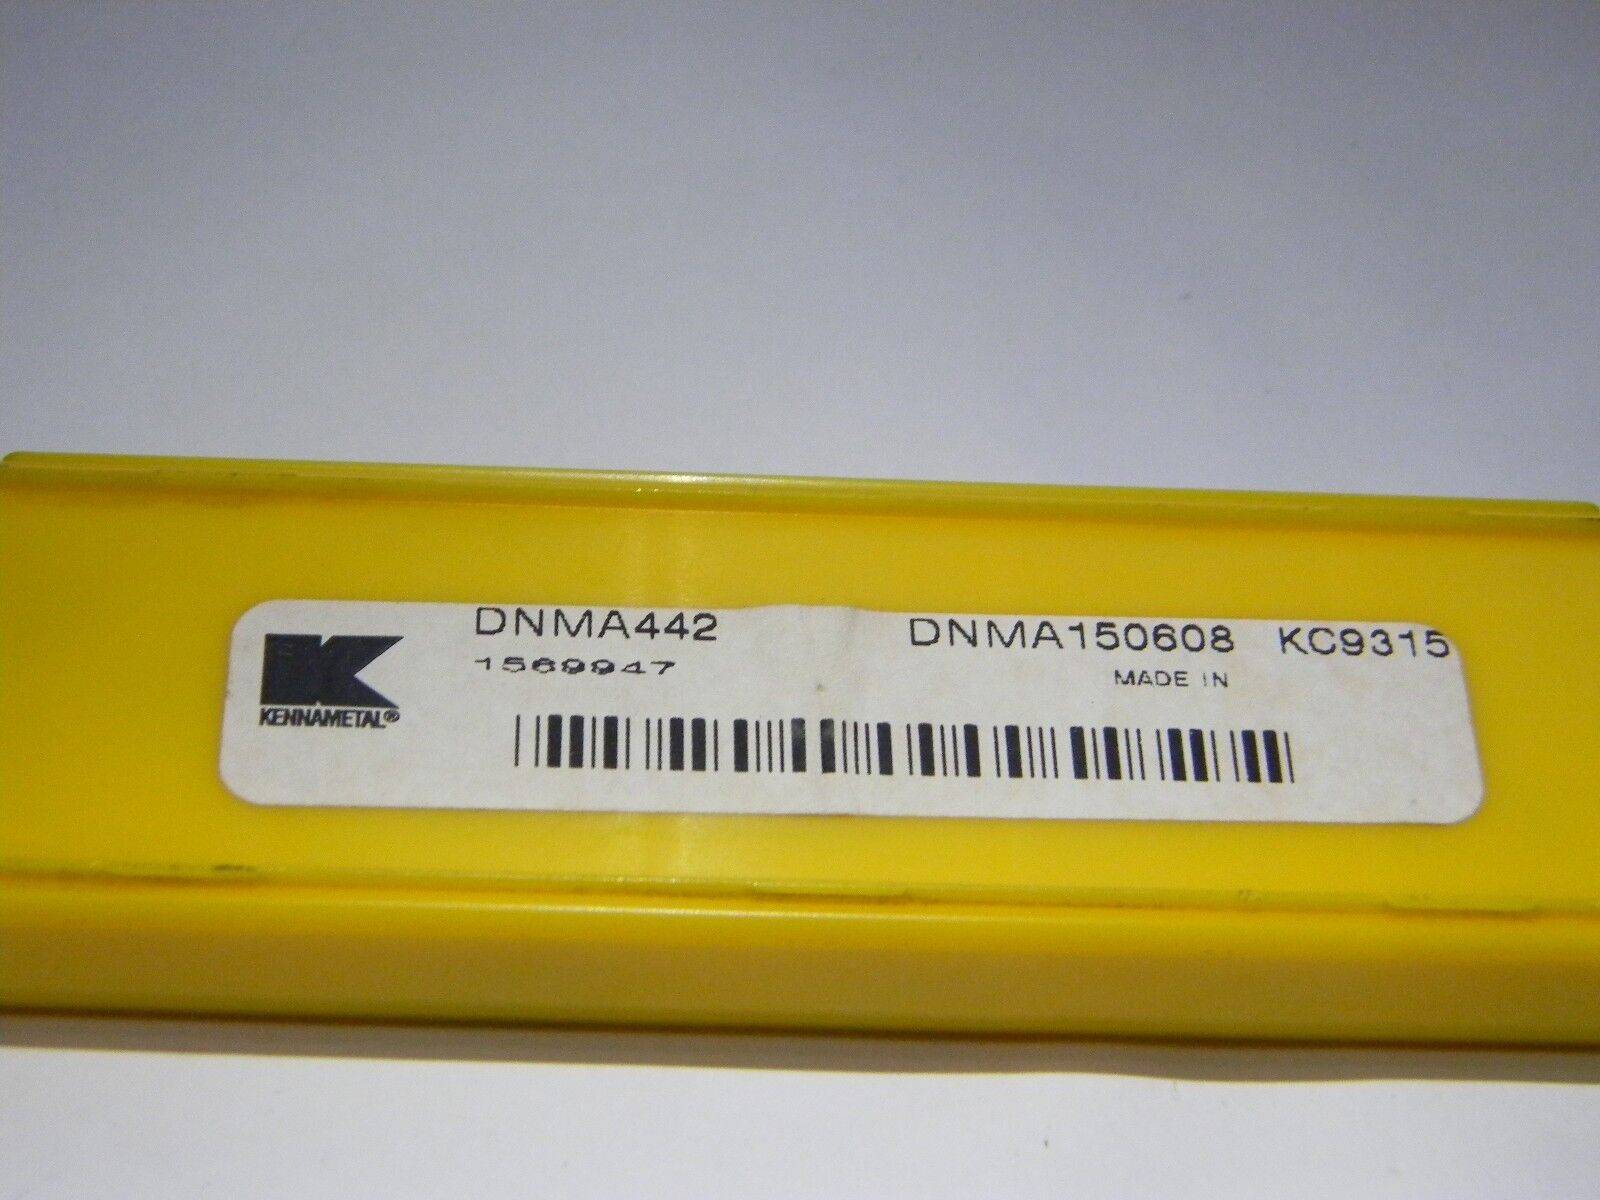 DNMA442 DNMA150608 KC9315
1569947 MADE IN
KENNAMETAL®